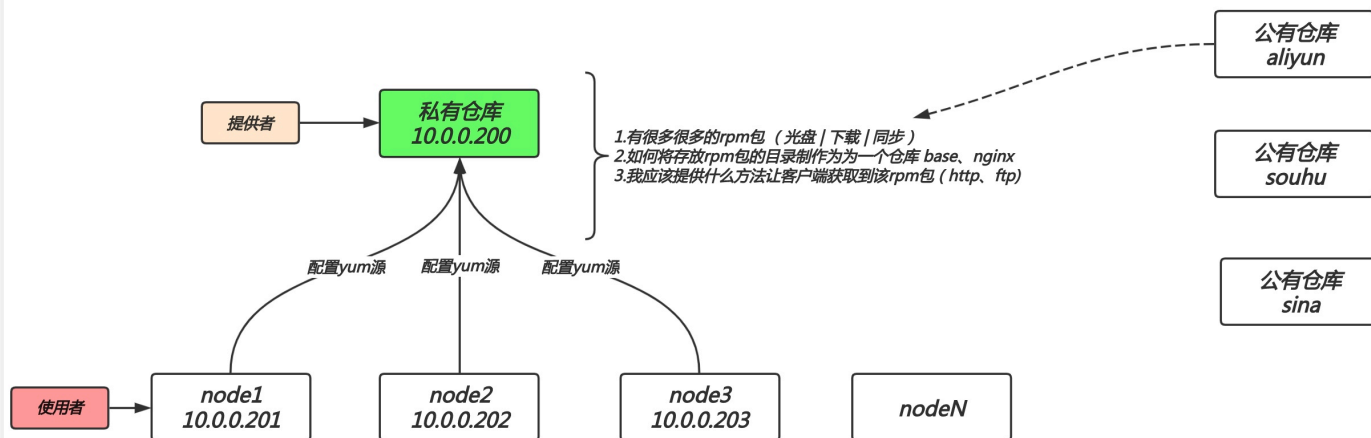 公有仓库
aliyun
私有仓库
10.0.0.200
提供者
1.有很多很多的rpm包 （ 光盘 | 下载 | 同步 ）
2.如何将存放rpm包的目录制作为为一个仓库 base、nginx
3.我应该提供什么方法让客户端获取到该rpm包 ( http、ftp)
公有仓库
souhu
配置yum源
配置yum源
配置yum源
公有仓库
sina
使用者
node1
10.0.0.201
node2
10.0.0.202
node3
10.0.0.203
nodeN